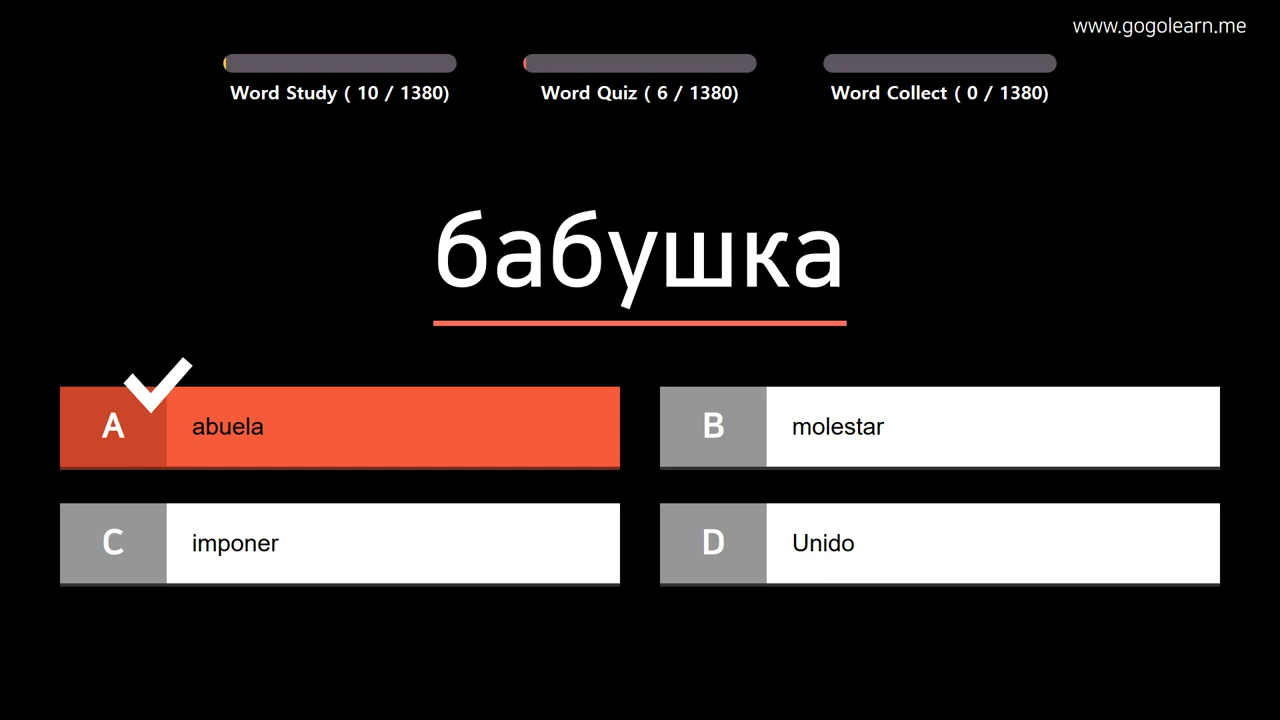 www.gogolearn.me
Word Study ( 10 / 1380)
Word Quiz ( 6 / 1380)
Word Collect ( 0 / 1380)
бабушка
A abuela
B molestar
C imponer
D Unido